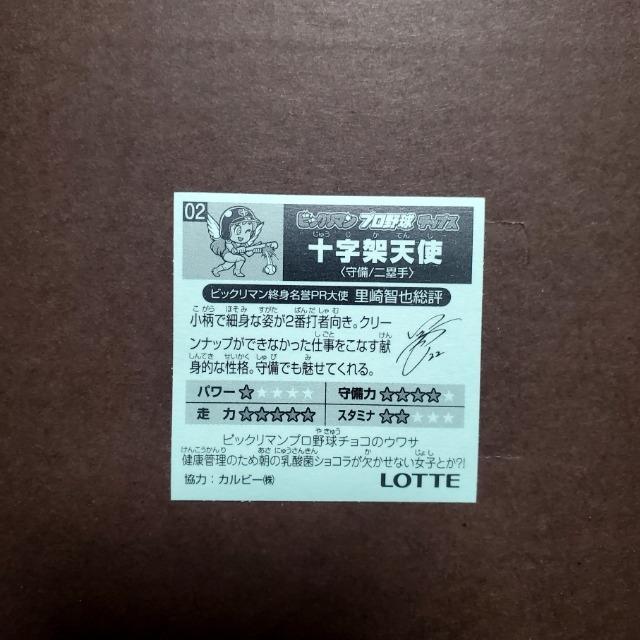 02
ビックリマン プロ野球 チップス
十字架天使
〈守備/二塁手〉
ビックリマン終身名誉PR大使 里崎智也総評
小柄で細身な姿が2番打者向き。クリー
ンナップができなかった仕事をこなす献
身的な性格。守備でも魅せてくれる。
パワー★☆☆☆☆ 守備力★★★★☆
走 力★★★★★ スタミナ★★☆☆☆
ビックリマンプロ野球チョコのウワサ
健康管理のため朝の乳酸菌ショコラが欠かせない女子とか?!
協力:カルビー㈱ LOTTE